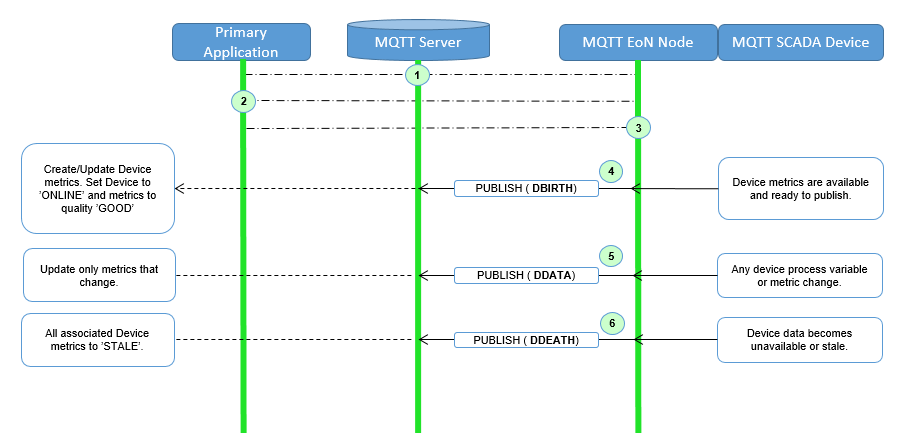 Primary
Application
MQTT Server
MQTT EoN Node
MQTT SCADA Device
1
2
3
Create/Update Device
metrics. Set Device to
’ONLINE’ and metrics to
quality ’GOOD’
4
PUBLISH ( DBIRTH)
Device metrics are available
and ready to publish.
Update only metrics that
change.
5
PUBLISH ( DDATA)
Any device process variable
or metric change.
All associated Device
metrics to ’STALE’.
6
PUBLISH ( DDEATH)
Device data becomes
unavailable or stale.